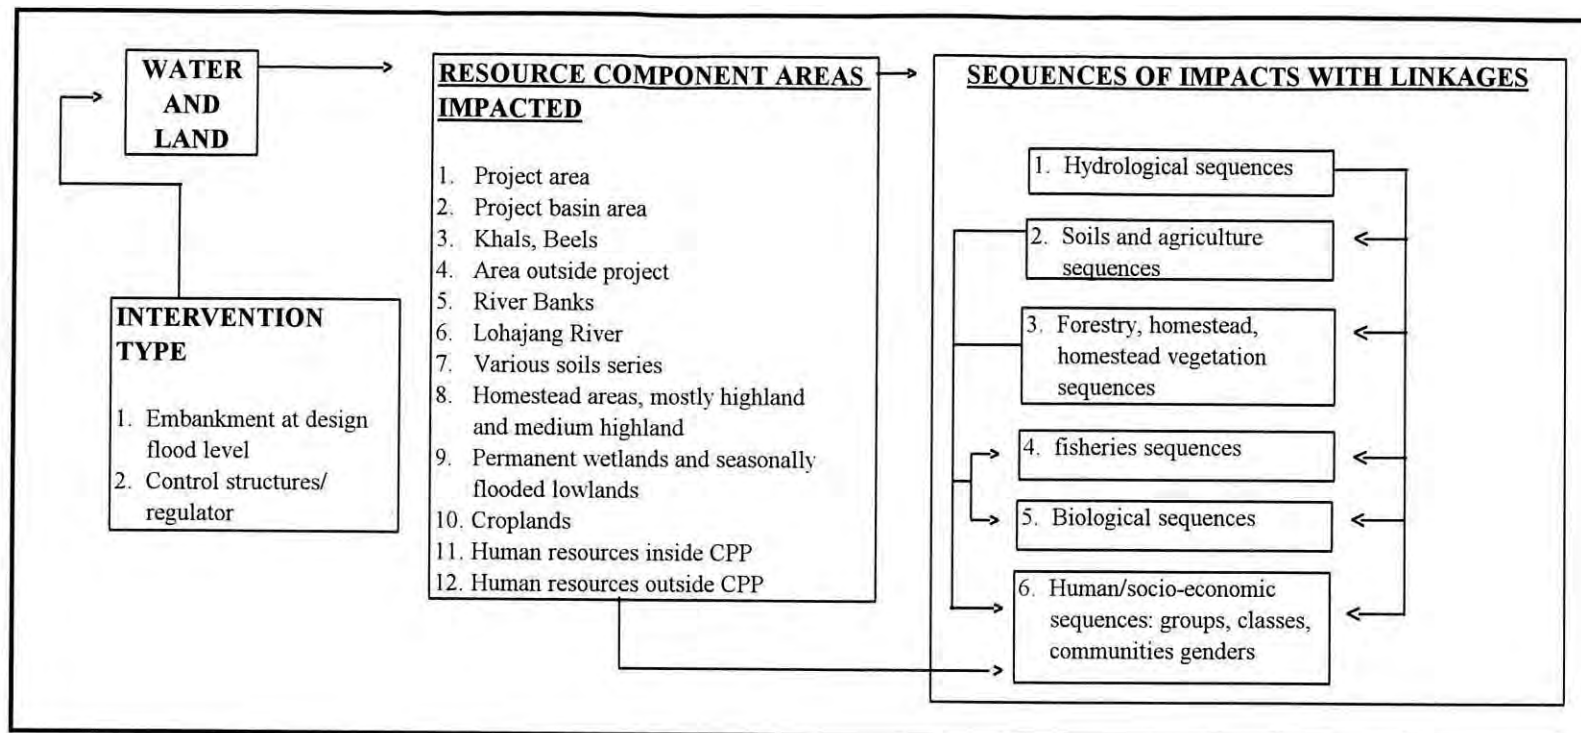 WATER
AND
LAND
INTERVENTION
TYPE
1. Embankment at design
flood level
2. Control structures/
regulator
RESOURCE COMPONENT AREAS
IMPACTED
1. Project area
2. Project basin area
3. Khals, Beels
4. Area outside project
5. River Banks
6. Lohajang River
7. Various soils series
8. Homestead areas, mostly highland
and medium highland
9. Permanent wetlands and seasonally
flooded lowlands
10. Croplands
11. Human resources inside CPP
12. Human resources outside CPP
SEQUENCES OF IMPACTS WITH LINKAGES
1. Hydrological sequences
2. Soils and agriculture
sequences
3. Forestry, homestead,
homestead vegetation
sequences
4. fisheries sequences
5. Biological sequences
6. Human/socio-economic
sequences: groups, classes,
communities genders